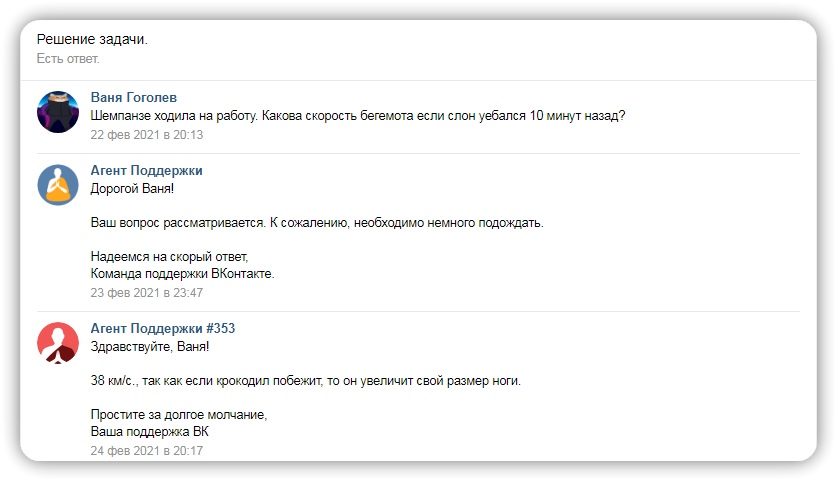 Решение задачи.
Есть ответ.
Ваня Гоголев
Шемпанзе ходила на работу. Какова скорость бегемота если слон уебался 10 минут назад?
22 фев 2021 в 20:13
Агент Поддержки
Дорогой Ваня!
Ваш вопрос рассматривается. К сожалению, необходимо немного подождать.
Надеемся на скорый ответ,
Команда поддержки ВКонтакте.
23 фев 2021 в 23:47
Агент Поддержки #353
Здравствуйте, Ваня!
38 км/с., так как если крокодил побежит, то он увеличит свой размер ноги.
Простите за долгое молчание,
Ваша поддержка ВК
24 фев 2021 в 20:17